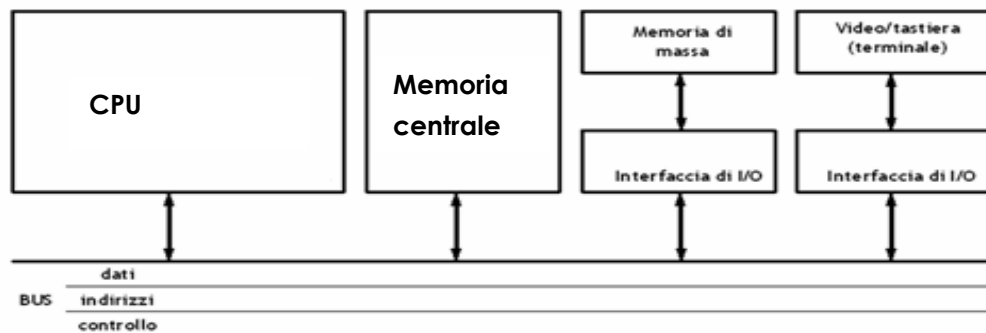 CPU
Memoria
centrale
Memoria di
massa
Video/tastiera
(terminale)
Interfaccia di I/O
Interfaccia di I/O
dati
BUS indirizzi
controllo